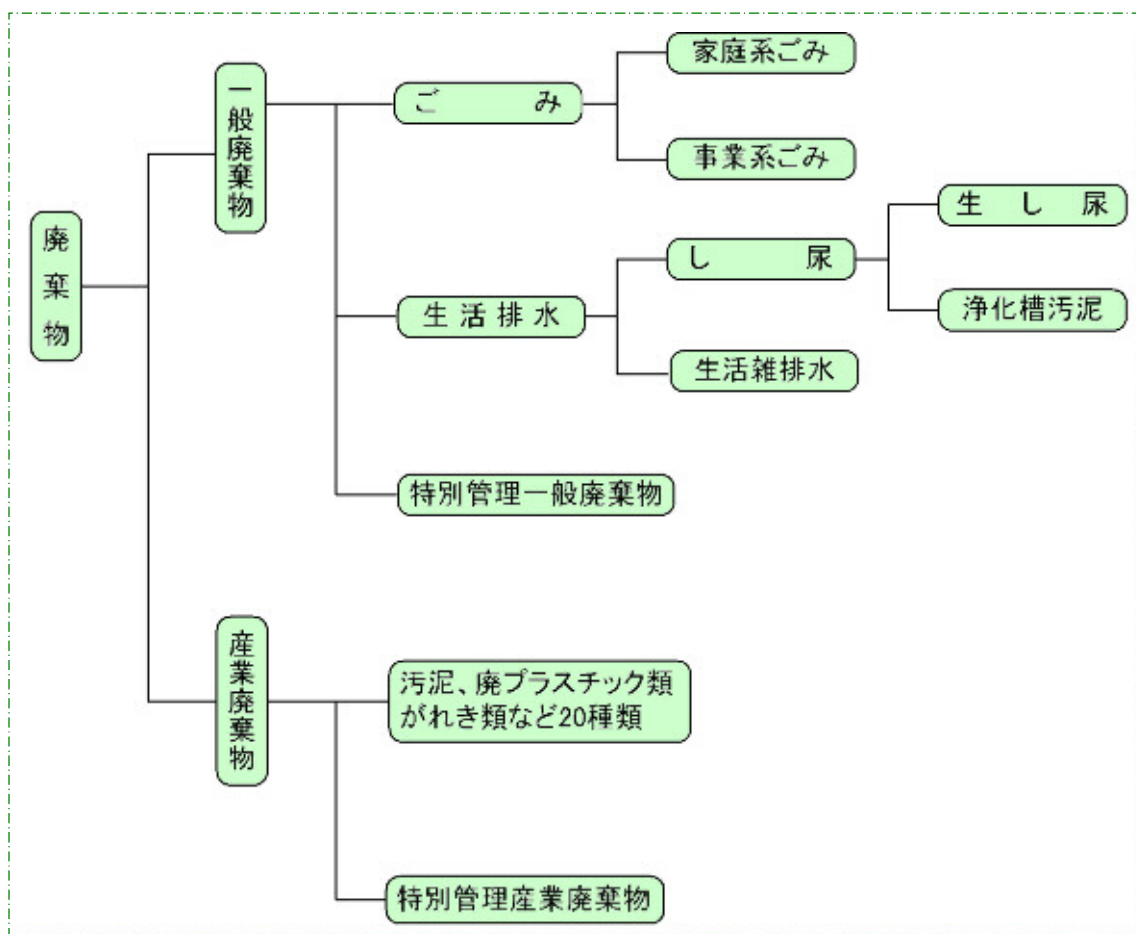 廃棄物
一般廃棄物
ごみ
家庭系ごみ
事業系ごみ
生活排水
し尿
生し尿
浄化槽汚泥
生活雑排水
特別管理一般廃棄物
産業廃棄物
汚泥、廃プラスチック類
がれき類など20種類
特別管理産業廃棄物